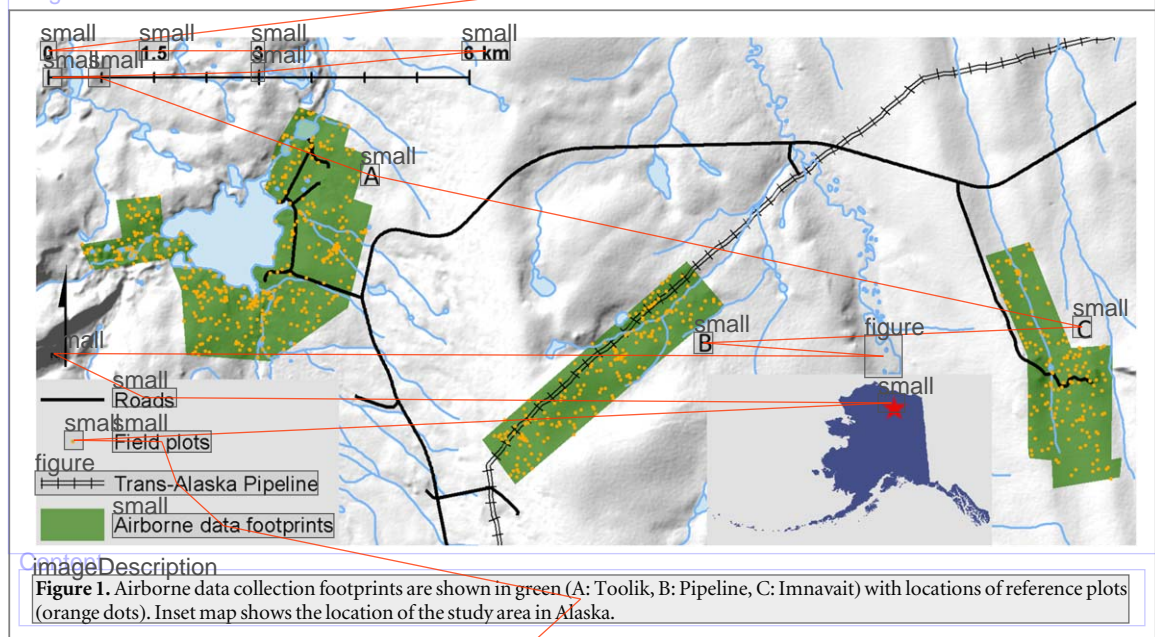 small small small small
0 1.5 3 6 km
small small small
small
A
small
C
small
B
figure
small
mall
small
Roads
small small
Field plots
figure
Trans-Alaska Pipeline
small
Airborne data footprints
Content
imageDescription
Figure 1. Airborne data collection footprints are shown in green (A: Toolik, B: Pipeline, C: Imnavait) with locations of reference plots
(orange dots). Inset map shows the location of the study area in Alaska.